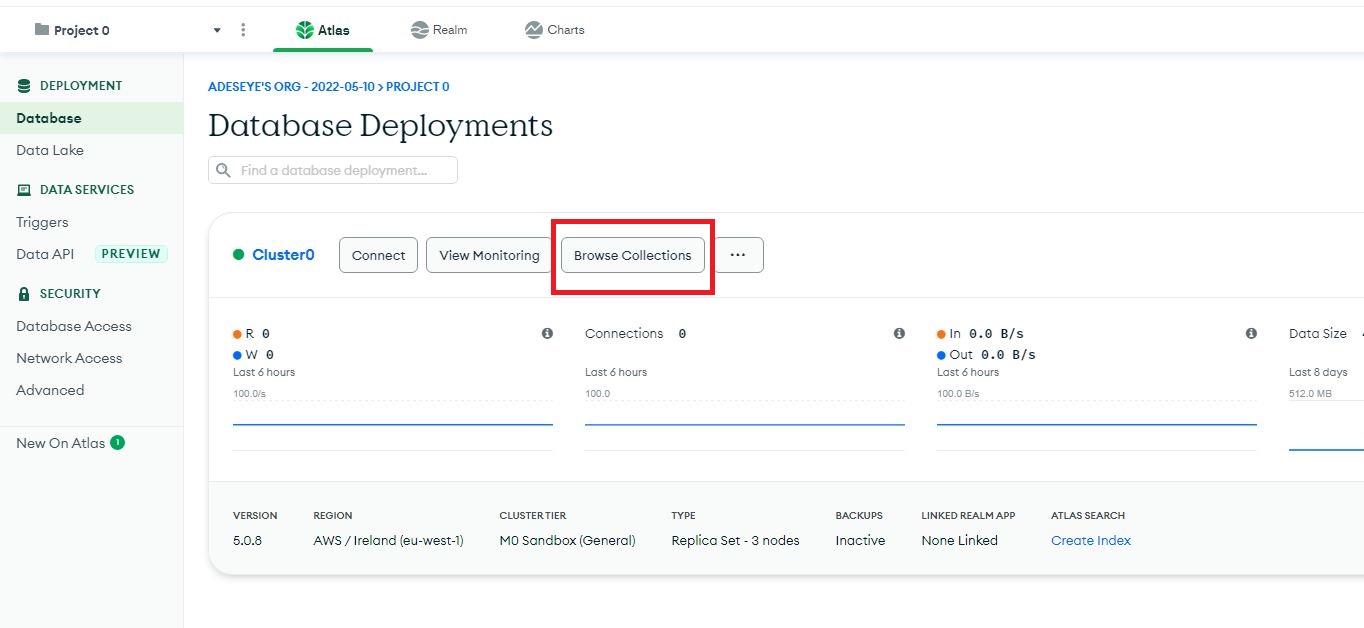 Project 0
Atlas
Realm
Charts
DEPLOYMENT
Database
Data Lake
DATA SERVICES
Triggers
Data API PREVIEW
SECURITY
Database Access
Network Access
Advanced
New On Atlas 1
ADESEYE'S ORG - 2022-05-10 > PROJECT 0
Database Deployments
Find a database deployment...
Cluster0
Connect
View Monitoring
Browse Collections
...
R 0
W 0
Last 6 hours
100.0/s
Connections 0
Last 6 hours
100.0
In 0.0 B/s
Out 0.0 B/s
Last 6 hours
100.0 B/s
Data Size
Last 8 days
512.0 MB
VERSION
5.0.8
REGION
AWS / Ireland (eu-west-1)
CLUSTER TIER
M0 Sandbox (General)
TYPE
Replica Set - 3 nodes
BACKUPS
Inactive
LINKED REALM APP
None Linked
ATLAS SEARCH
Create Index